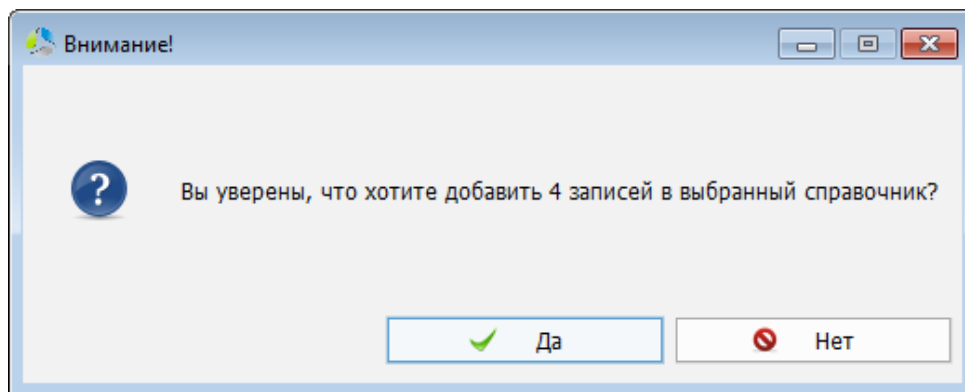 Внимание!
Вы уверены, что хотите добавить 4 записей в выбранный справочник?
Да
Нет